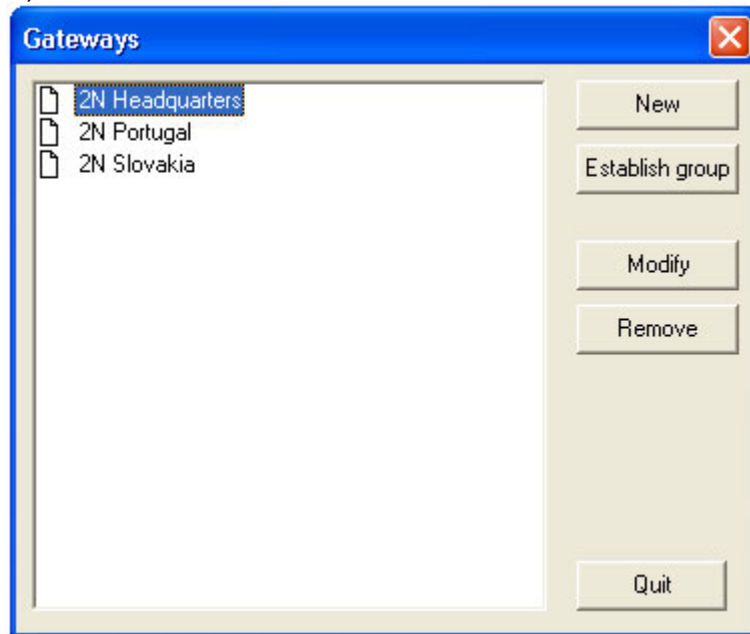 Gateways
2N Headquarters
2N Portugal
2N Slovakia
New
Establish group
Modify
Remove
Quit